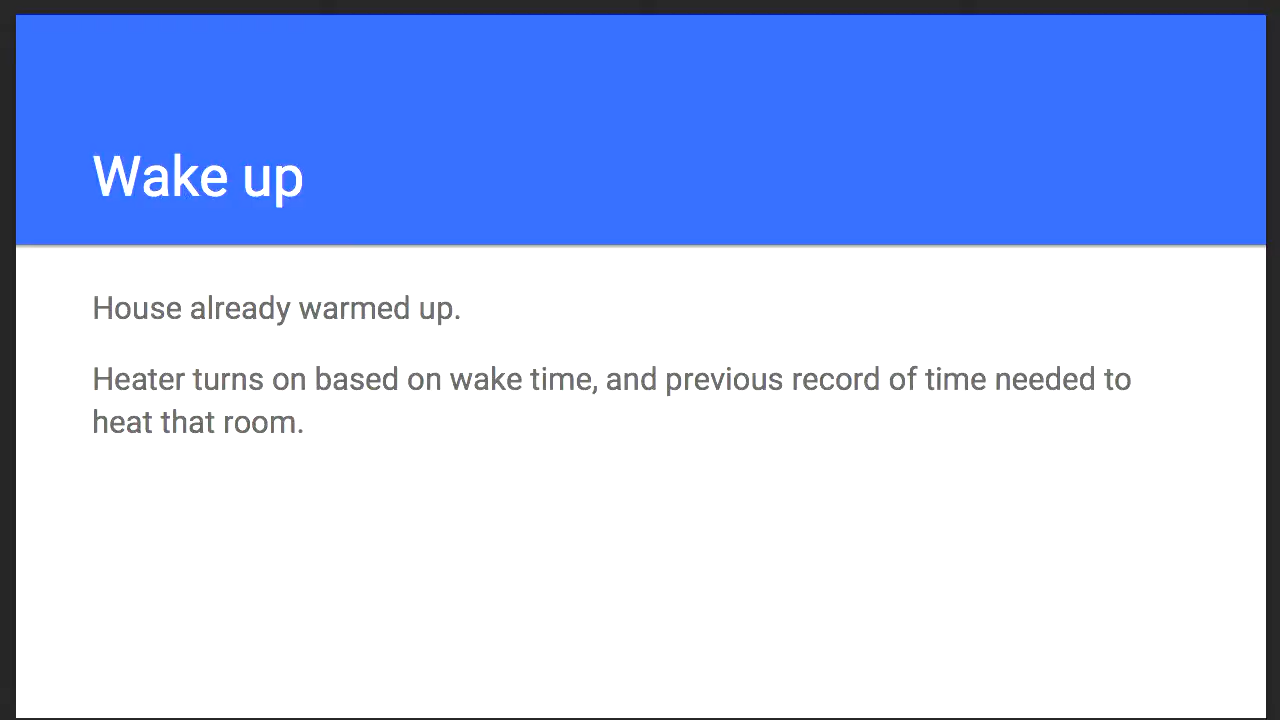 Wake up
House already warmed up.
Heater turns on based on wake time, and previous record of time needed to
heat that room.